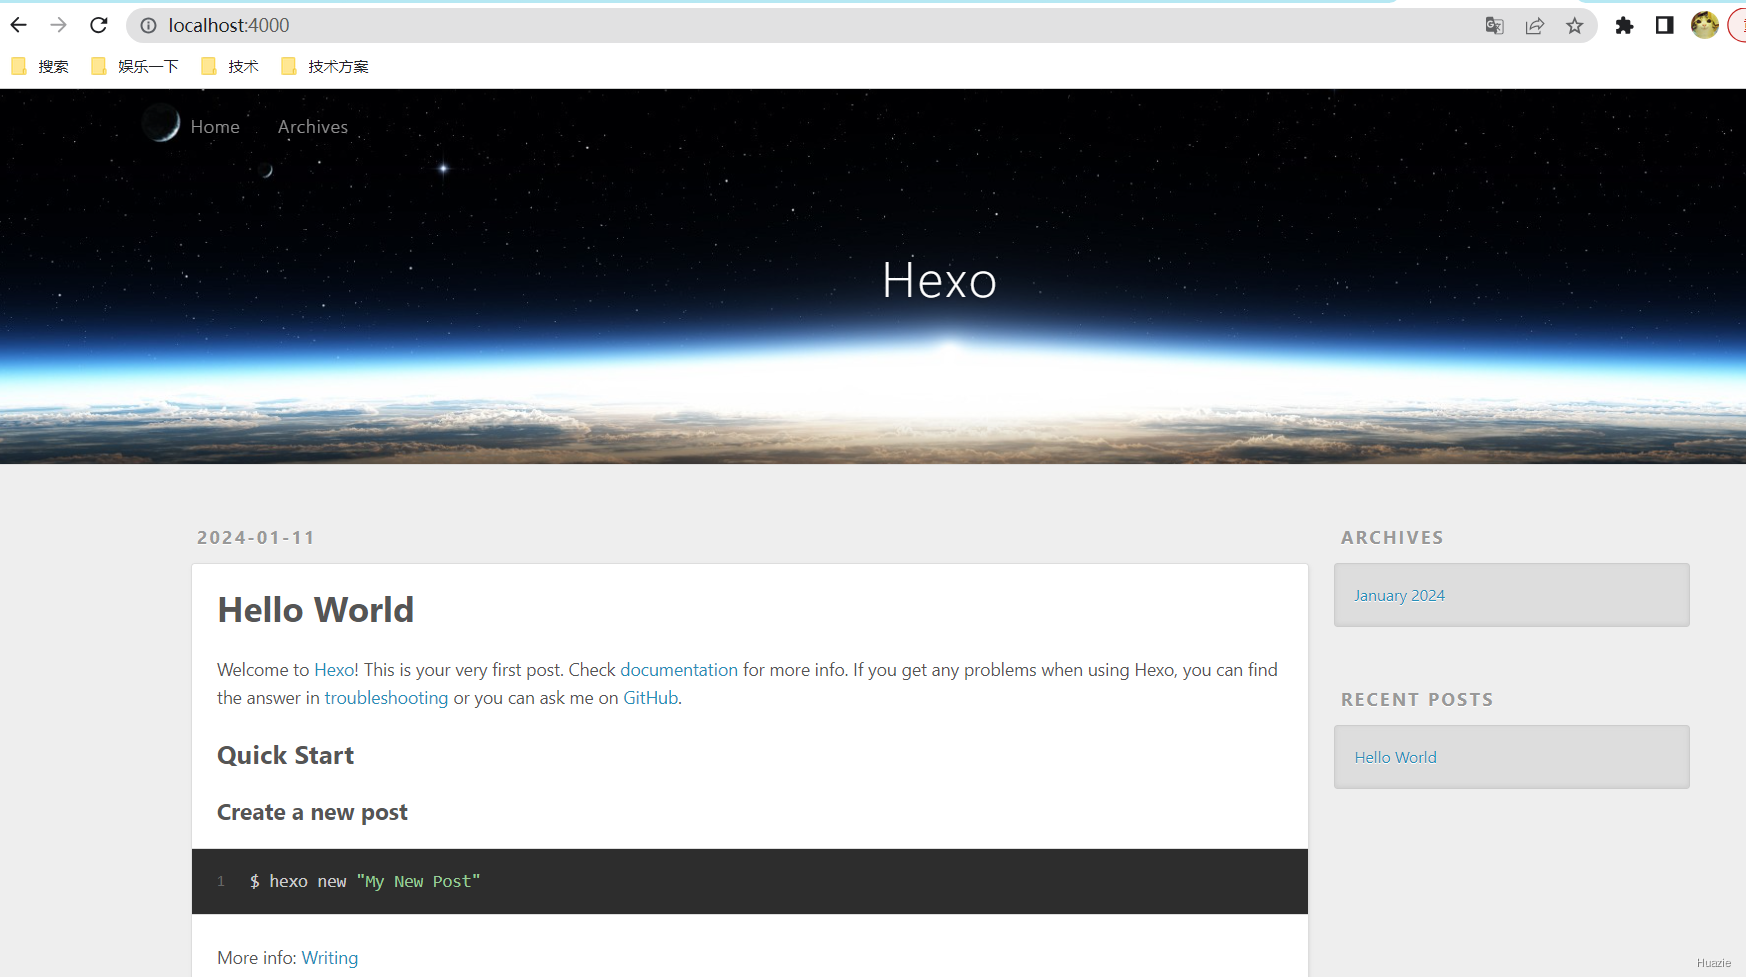 localhost:4000
搜索 娱乐一下 技术 技术方案
Home Archives
Hexo
2024-01-11
Hello World
Welcome to Hexo! This is your very first post. Check documentation for more info. If you get any problems when using Hexo, you can find
the answer in troubleshooting or you can ask me on GitHub.
Quick Start
Create a new post
1 $ hexo new "My New Post"
More info: Writing
ARCHIVES
January 2024
RECENT POSTS
Hello World
Huazie